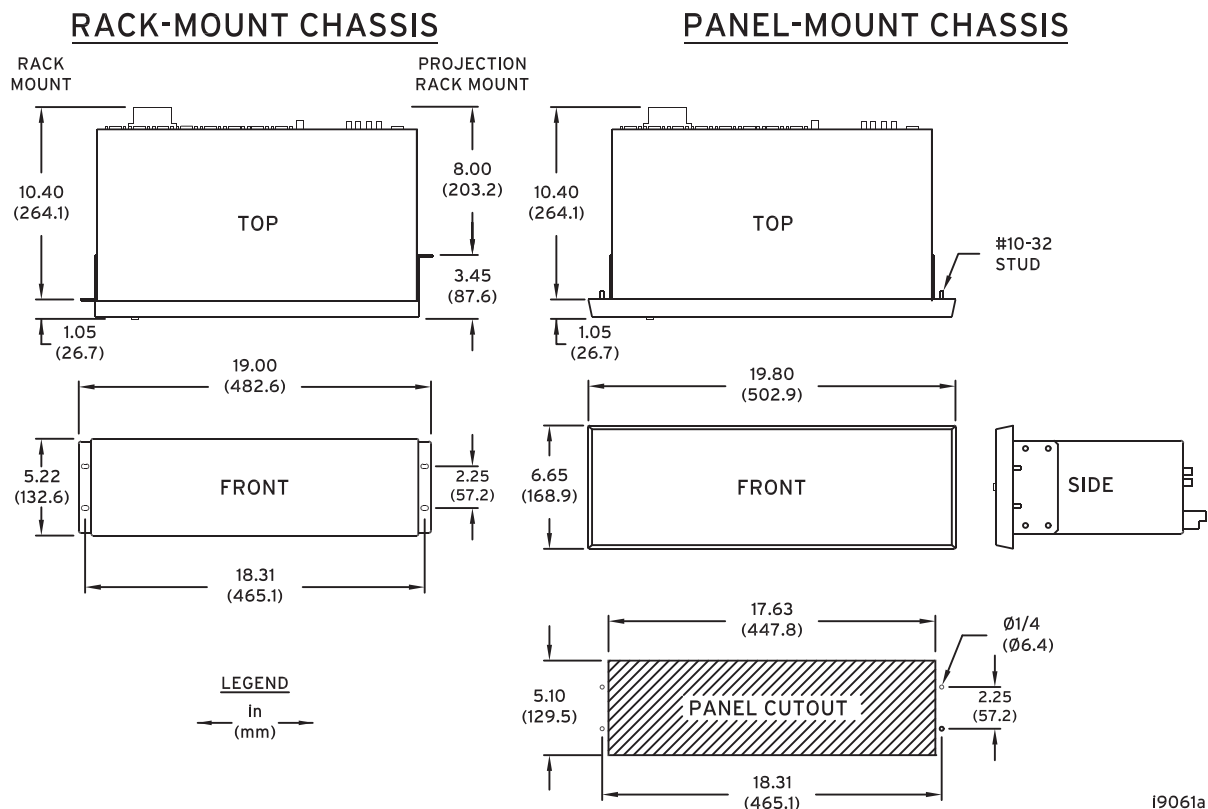 RACK-MOUNT CHASSIS
RACK
MOUNT
PROJECTION
RACK MOUNT
10.40
(264.1)
TOP
8.00
(203.2)
3.45
(87.6)
1.05
(26.7)
19.00
(482.6)
5.22
(132.6)
FRONT
2.25
(57.2)
18.31
(465.1)
LEGEND
in
(mm)
PANEL-MOUNT CHASSIS
10.40
(264.1)
TOP
#10-32
STUD
1.05
(26.7)
19.80
(502.9)
6.65
(168.9)
FRONT
SIDE
17.63
(447.8)
Ø1/4
(Ø6.4)
5.10
(129.5)
PANEL CUTOUT
2.25
(57.2)
18.31
(465.1)
i9061a